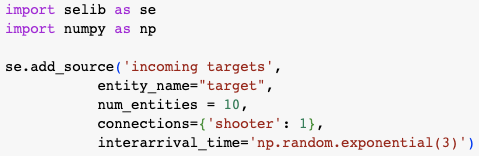 import selib as se
import numpy as np
se.add_source('incoming targets',
entity_name="target",
num_entities = 10,
connections={'shooter': 1},
interarrival_time='np.random.exponential(3)')